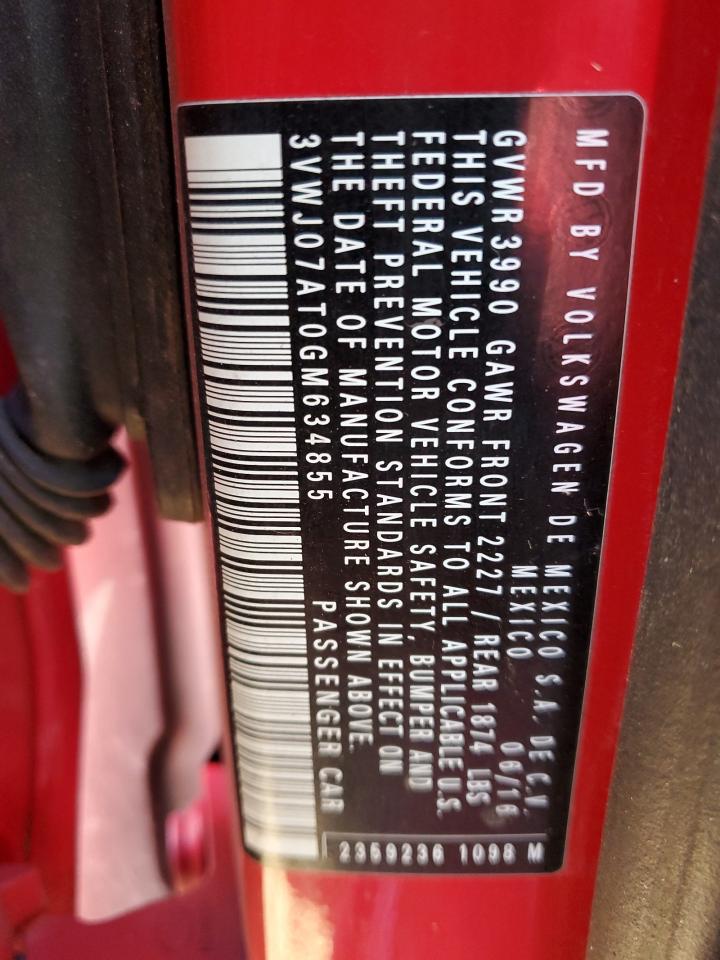 MFD BY VOLKSWAGEN DE MEXICO S.A. DE C.V.
MEXICO 06/16
GVWR 3990 GAWR FRONT 2227 / REAR 1874 LBS
THIS VEHICLE CONFORMS TO ALL APPLICABLE U.S.
FEDERAL MOTOR VEHICLE SAFETY, BUMPER AND
THEFT PREVENTION STANDARDS IN EFFECT ON
THE DATE OF MANUFACTURE SHOWN ABOVE.
3VWJ07AT0GM634855 PASSENGER CAR
2359236 1098 M